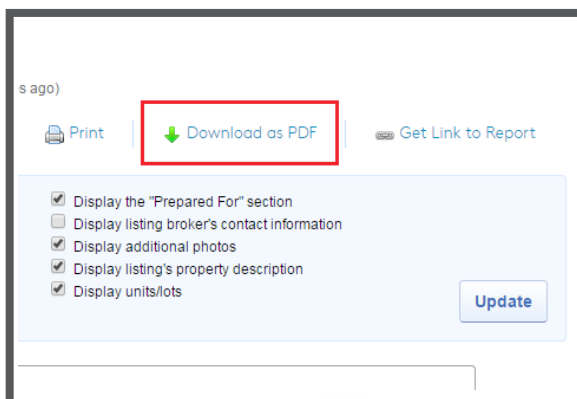 s ago)
Print Download as PDF Get Link to Report
Display the "Prepared For" section
Display listing broker's contact information
Display additional photos
Display listing's property description
Display units/lots
Update